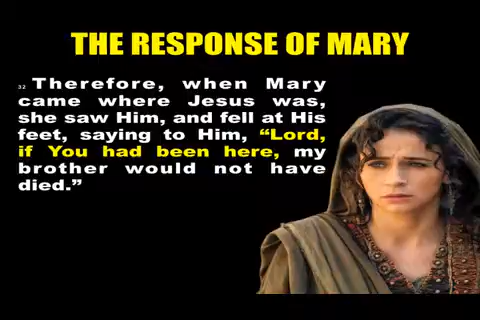 THE RESPONSE OF MARY
32 Therefore, when Mary
came where Jesus was,
she saw Him, and fell at His
feet, saying to Him, “Lord,
if You had been here, my
brother would not have
died.”